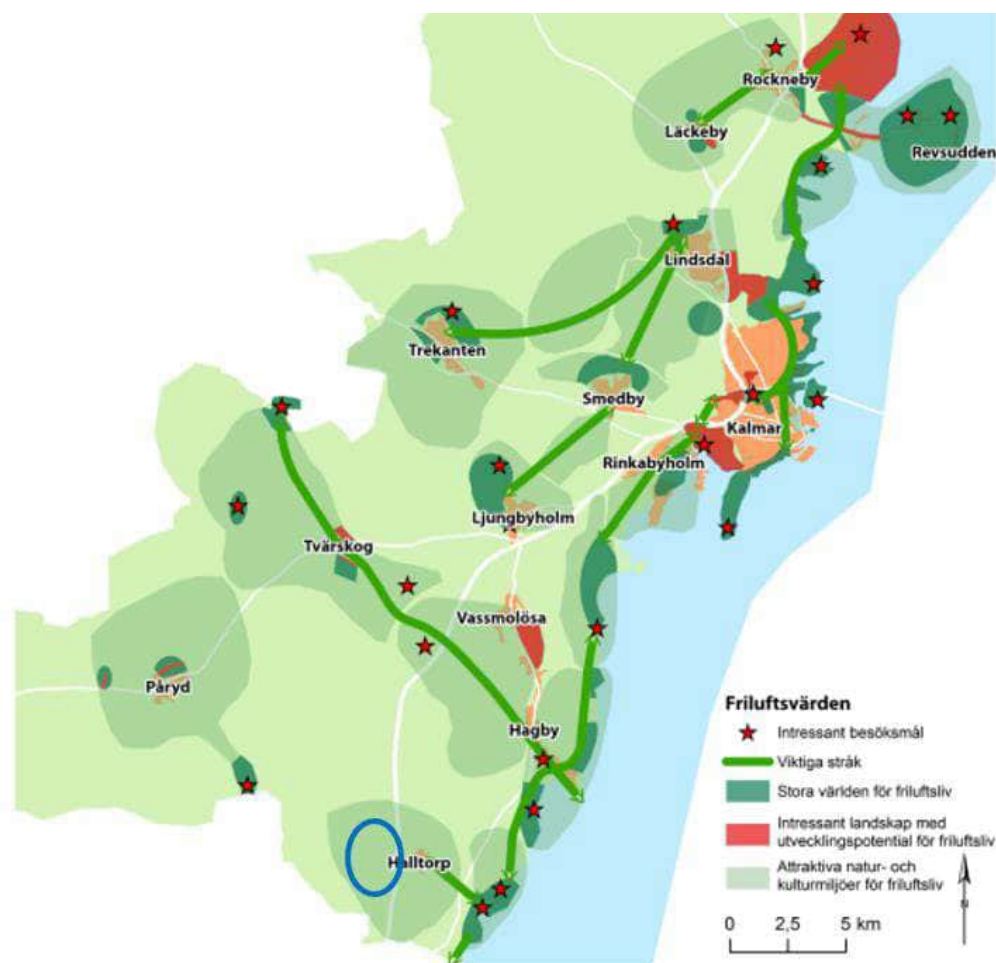 Rockneby
Läckeby
Revsudden
Lindsdal
Trekanten
Smedby
Kalmar
Rinkabyholm
Ljungbyholm
Tvärskog
Vassmolösa
Påryd
Hagby
Halltorp
Friluftsvärden
Intressant besöksmål
Viktiga stråk
Stora världen för friluftsliv
Intressant landskap med
utvecklingspotential för friluftsliv
Attraktiva natur- och
kulturmiljöer för friluftsliv
N
0 2,5 5 km